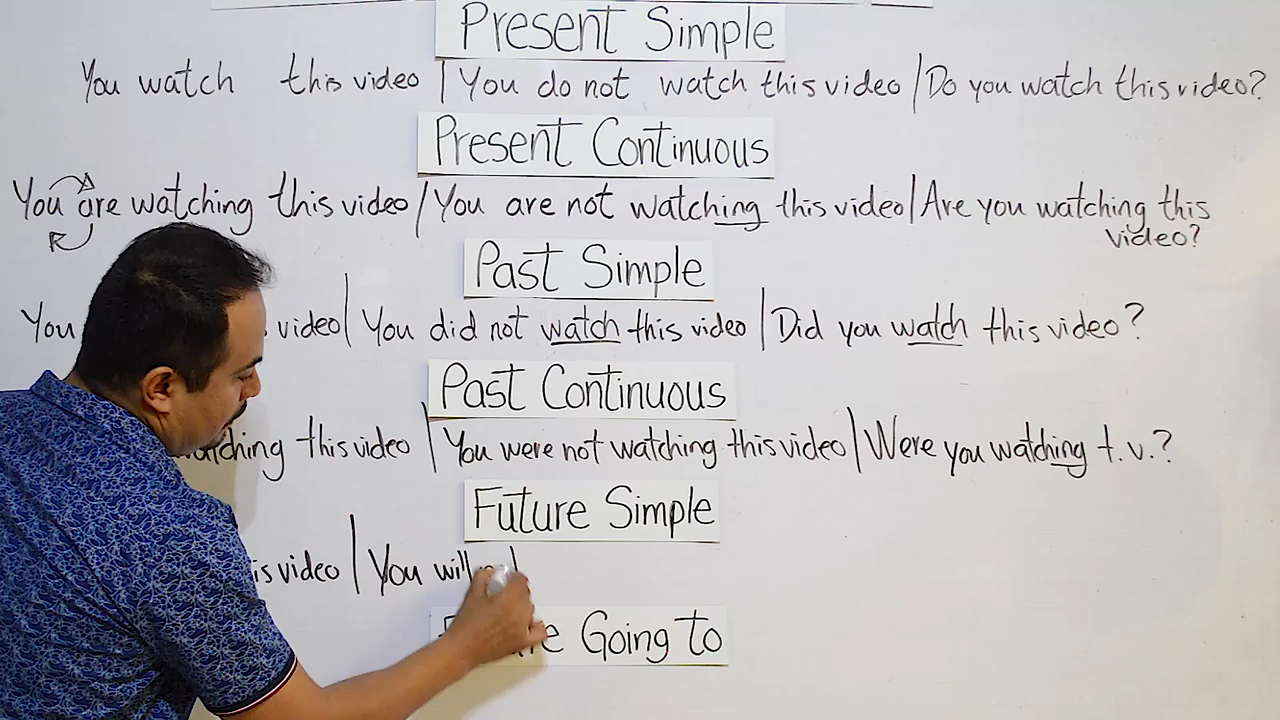 Present Simple
You watch this video | You do not watch this video | Do you watch this video?
Present Continuous
You are watching this video | You are not watching this video | Are you watching this
video?
Past Simple
You video | You did not watch this video | Did you watch this video?
Past Continuous
this video | You were not watching this video | Were you watching t.v.?
Future Simple
video | You will
Going to